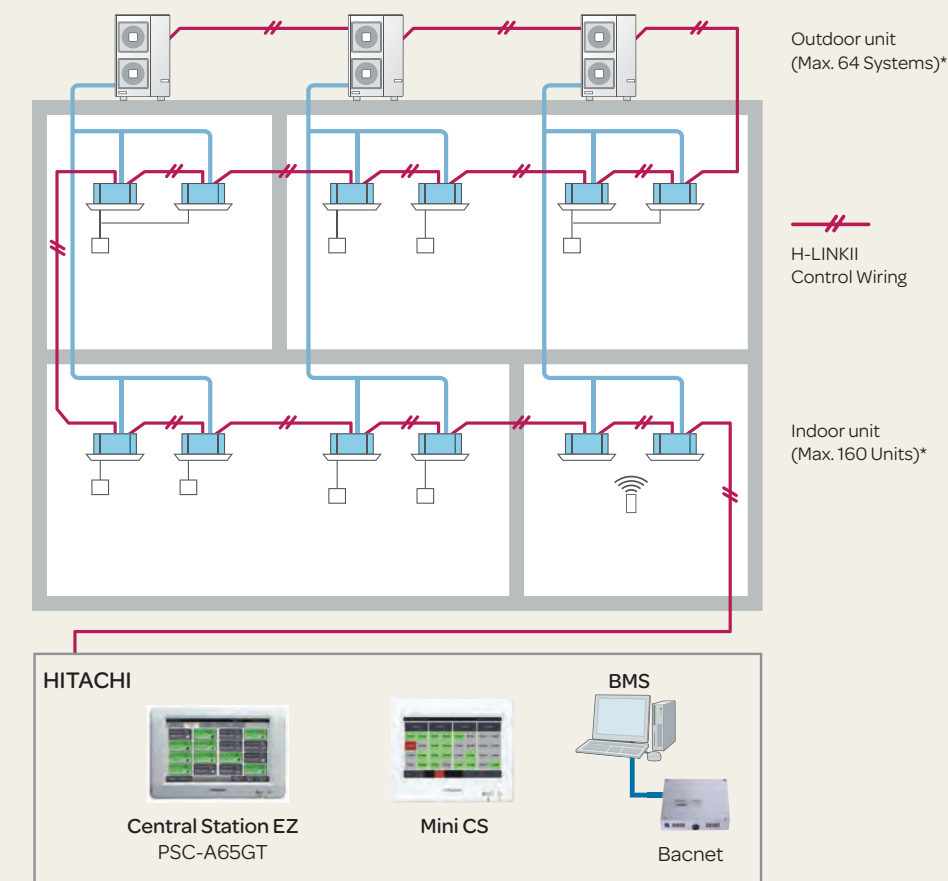 Outdoor unit
(Max. 64 Systems)*
H-LINKII
Control Wiring
Indoor unit
(Max. 160 Units)*
HITACHI
BMS
Central Station EZ
PSC-A65GT
Mini CS
Bacnet